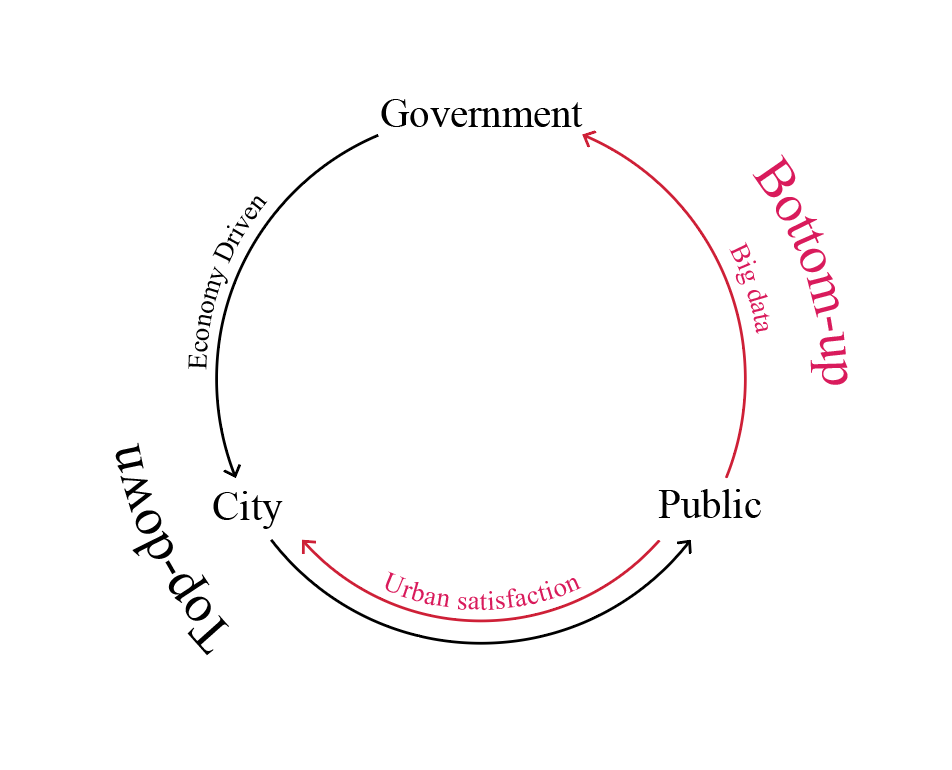 Government
Economy Driven
Big data
Bottom-up
City
Public
Top-down
Urban satisfaction